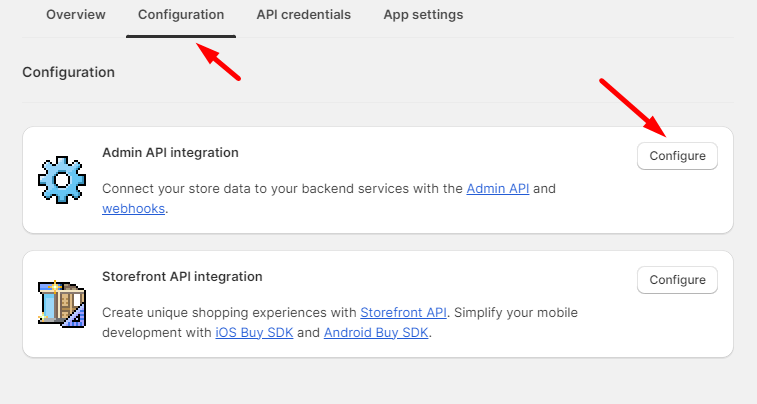 Overview Configuration API credentials App settings
Configuration
Admin API integration
Configure
Connect your store data to your backend services with the Admin API and
webhooks.
Storefront API integration
Configure
Create unique shopping experiences with Storefront API. Simplify your mobile
development with iOS Buy SDK and Android Buy SDK.